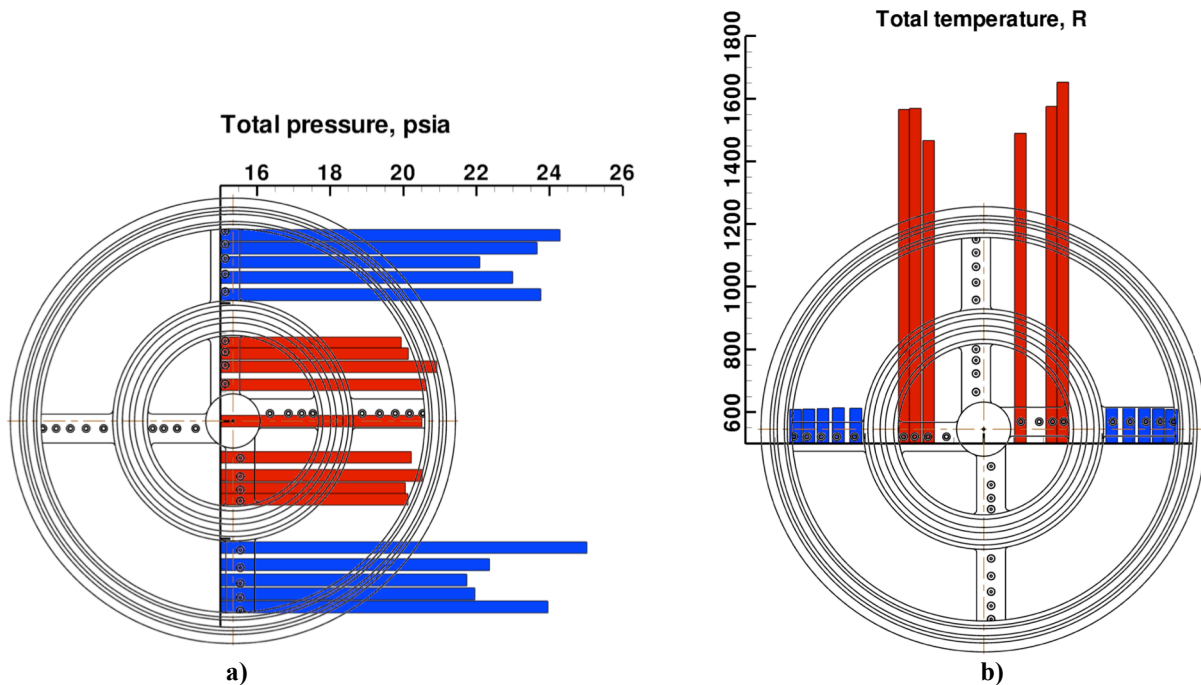 Total pressure, psia
16 18 20 22 24 26
a)
Total temperature, R
1800
1600
1400
1200
1000
800
600
b)